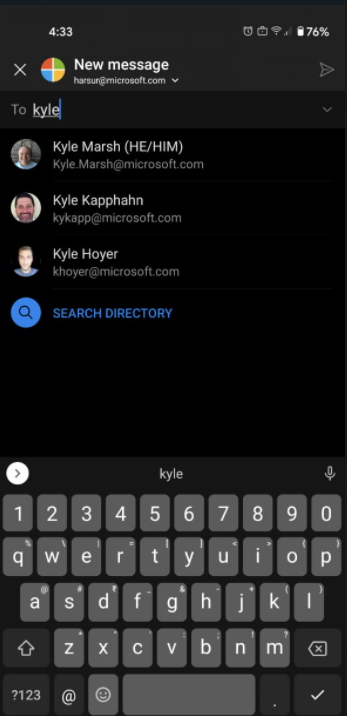 4:33
76%
New message
harsur@microsoft.com
To kyle
Kyle Marsh (HE/HIM)
Kyle.Marsh@microsoft.com
Kyle Kapphahn
kykapp@microsoft.com
Kyle Hoyer
khoyer@microsoft.com
SEARCH DIRECTORY
kyle
1 2 3 4 5 6 7 8 9 0
q w e r t y u i o p
a s d f g h j k l
z x c v b n m
?123 @ .